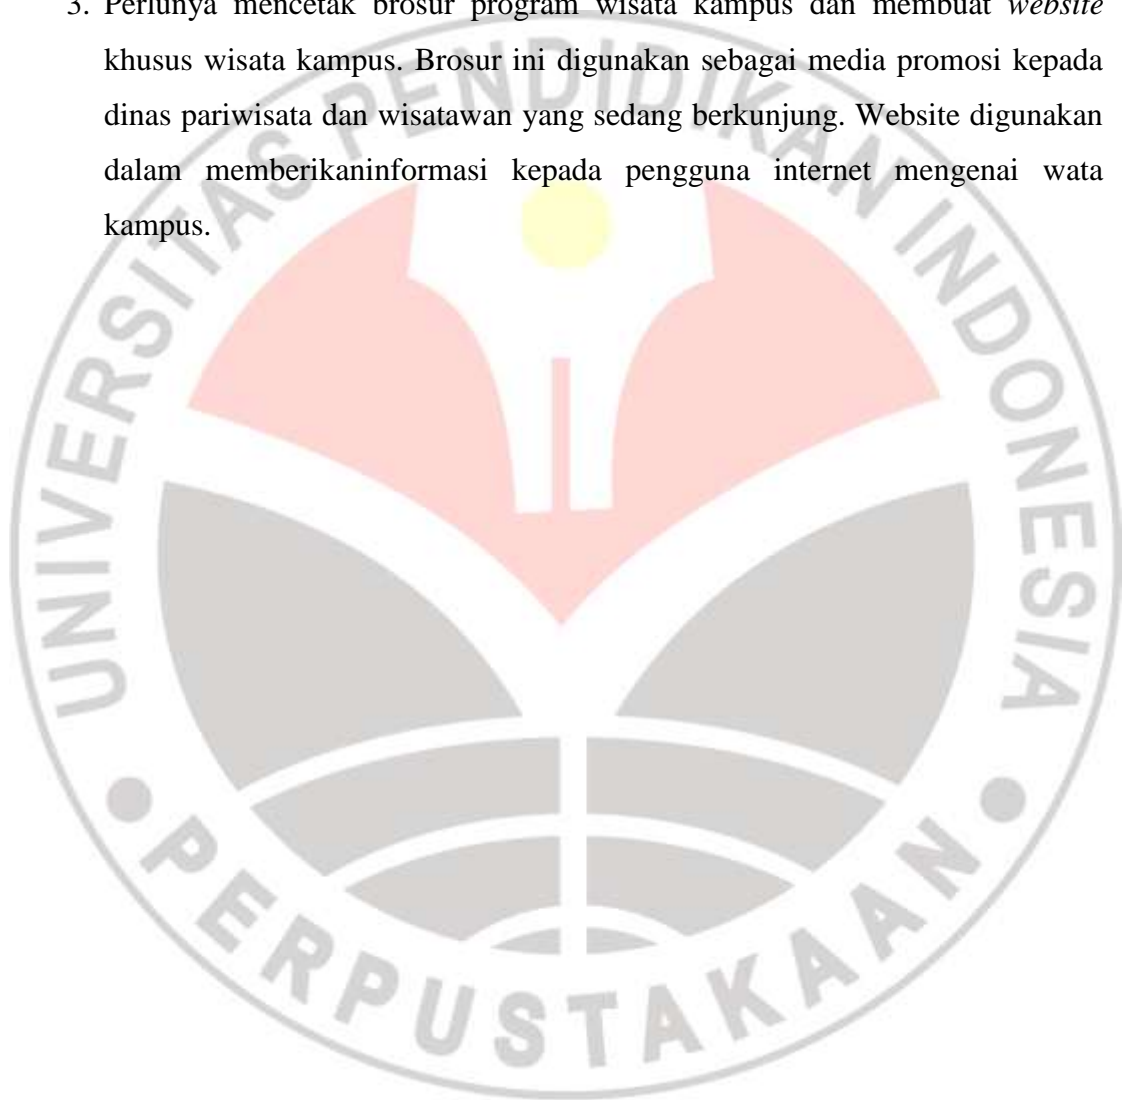 3. Perlunya mencetak brosur program wisata kampus dan membuat website
khusus wisata kampus. Brosur ini digunakan sebagai media promosi kepada
dinas pariwisata dan wisatawan yang sedang berkunjung. Website digunakan
dalam memberikaninformasi kepada pengguna internet mengenai wata
kampus.
UNIVERSITAS PENDIDIKAN INDONESIA
PERPUSTAKAAN